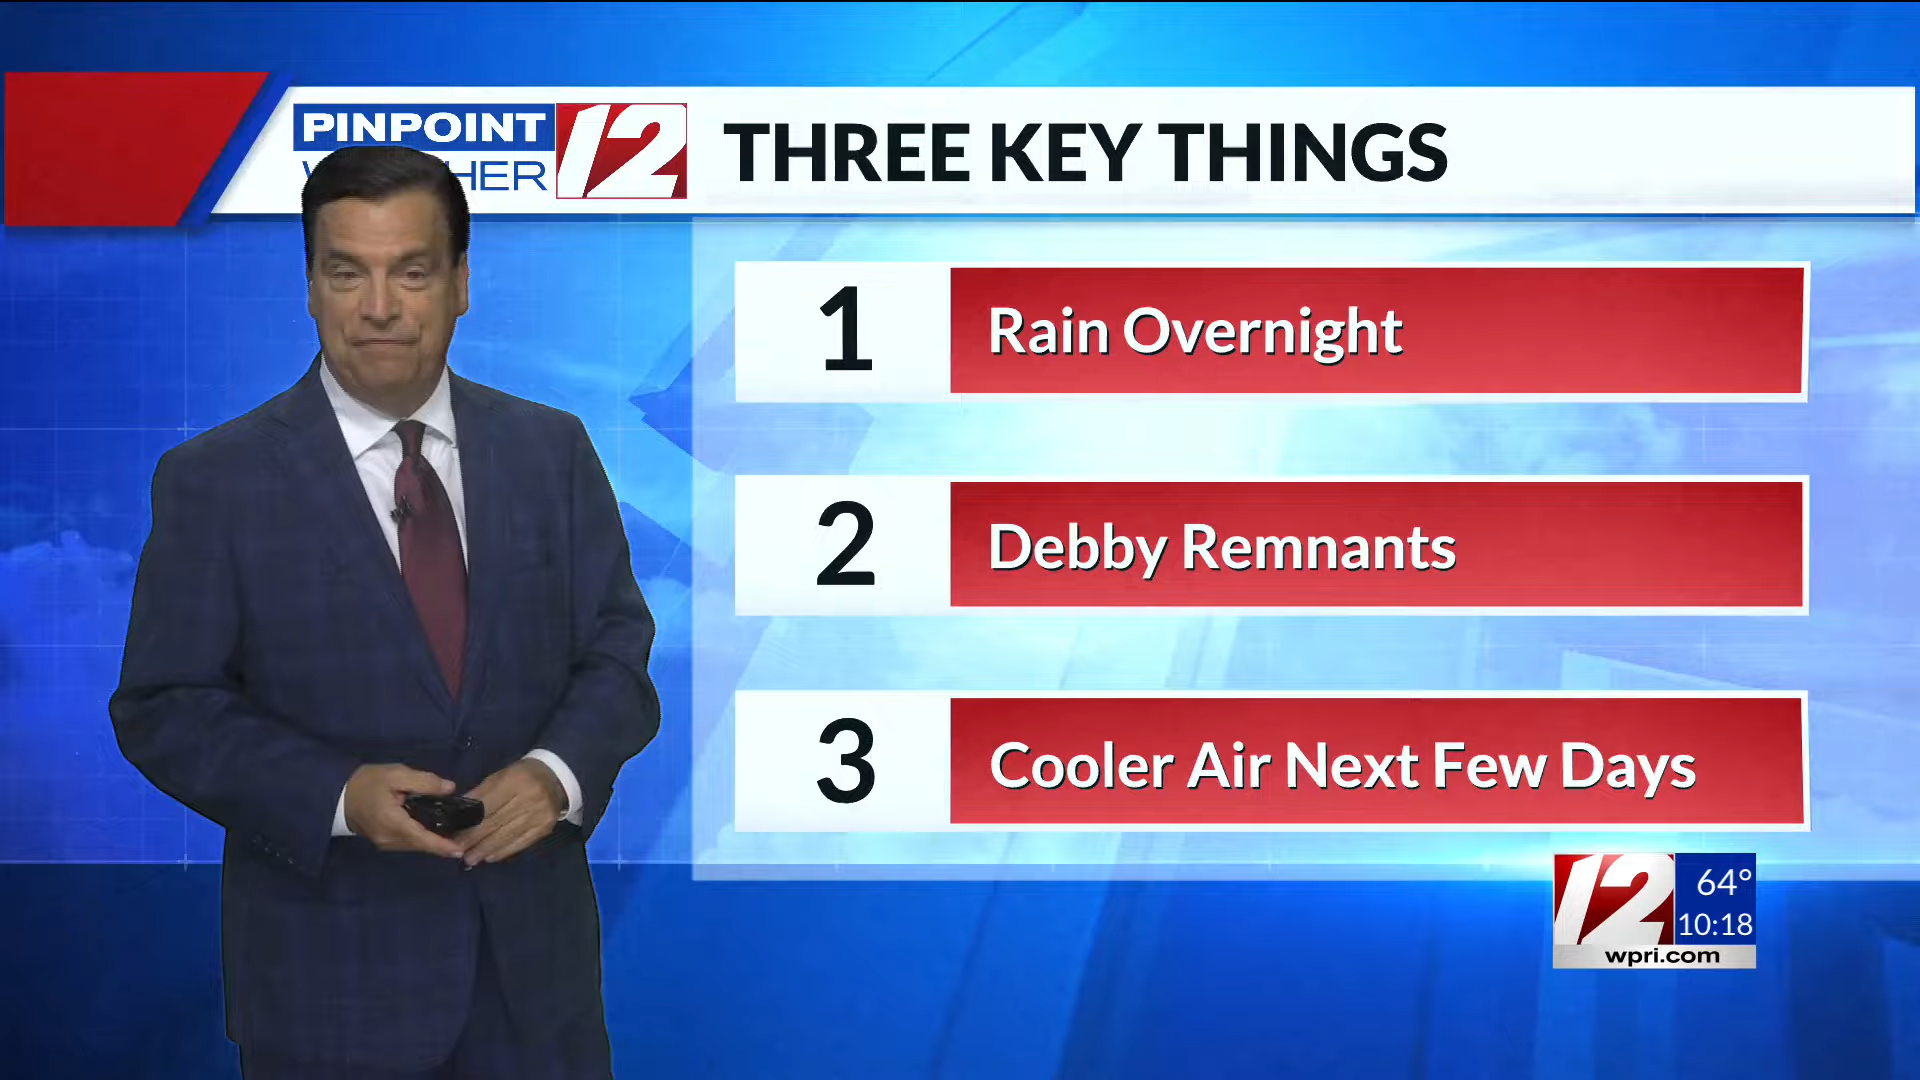 PINPOINT
12
THREE KEY THINGS
1
Rain Overnight
2
Debby Remnants
3
Cooler Air Next Few Days
12
64°
10:18
wpri.com